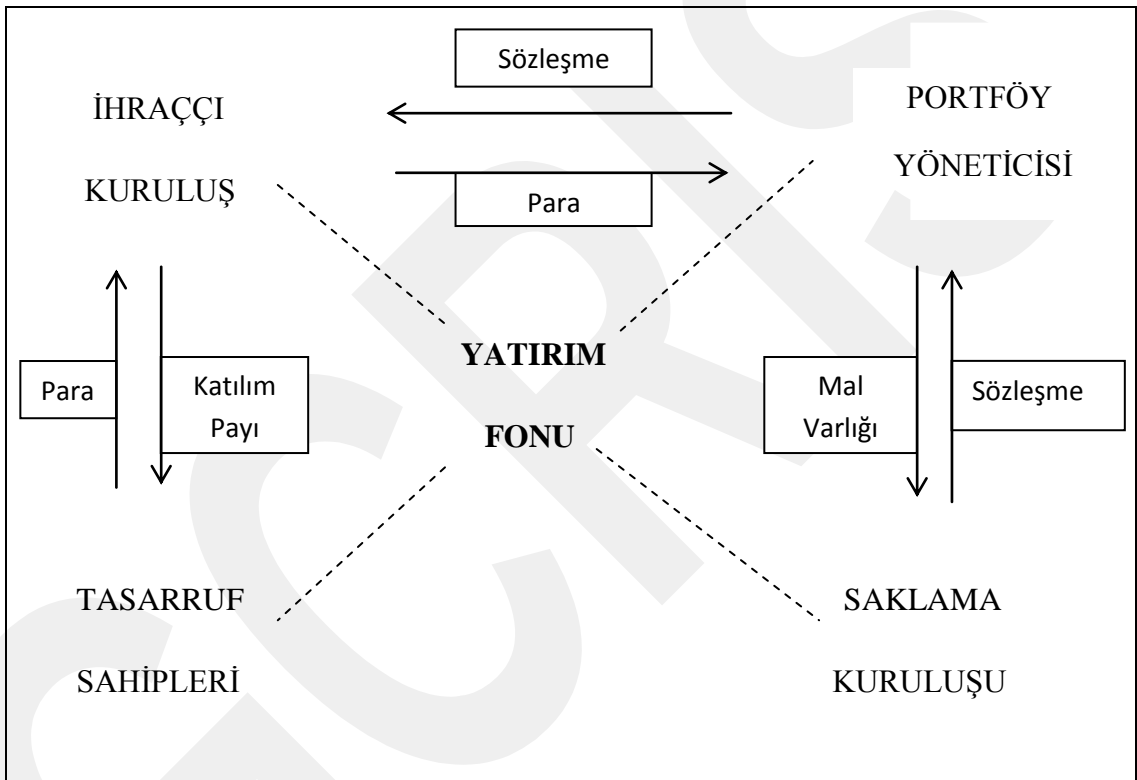 Sözleşme
İHRAÇÇI
KURULUŞ
PORTFÖY
YÖNETİCİSİ
Para
YATIRIM
FONU
Para
Katılım
Payı
Mal
Varlığı
Sözleşme
TASARRUF
SAHİPLERİ
SAKLAMA
KURULUŞU